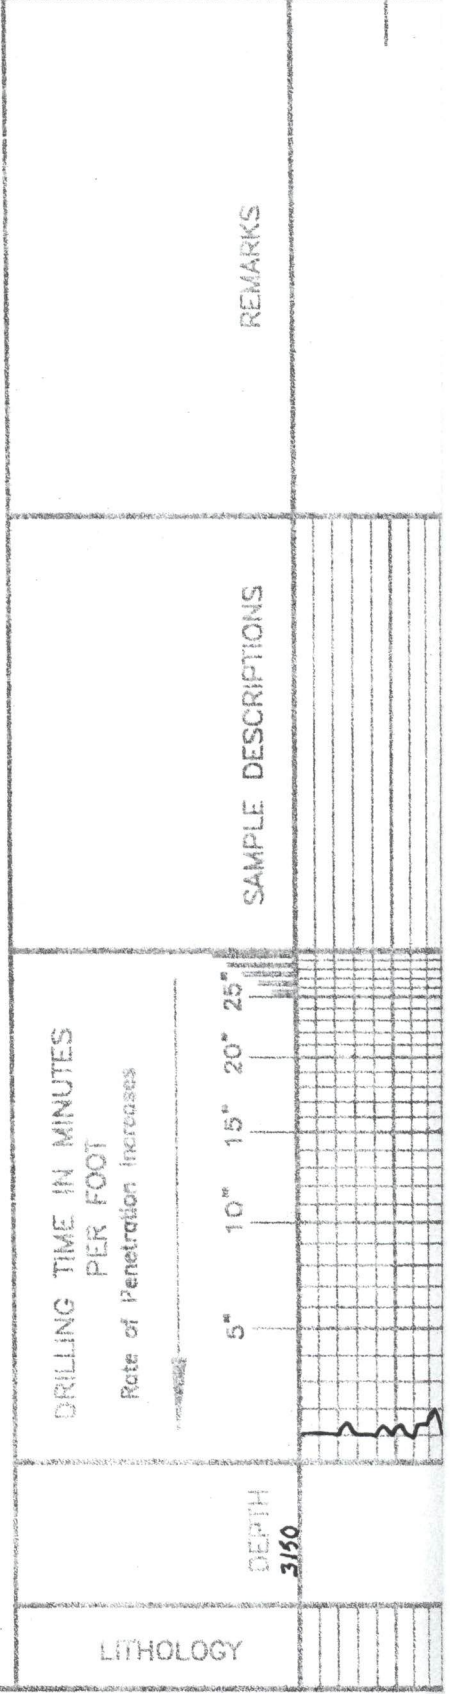 LITHOLOGY
DEPTH
3150
DRILLING TIME IN MINUTES
PER FOOT
Rate of Penetration Increases
5" 10" 15" 20" 25"
SAMPLE DESCRIPTIONS
REMARKS